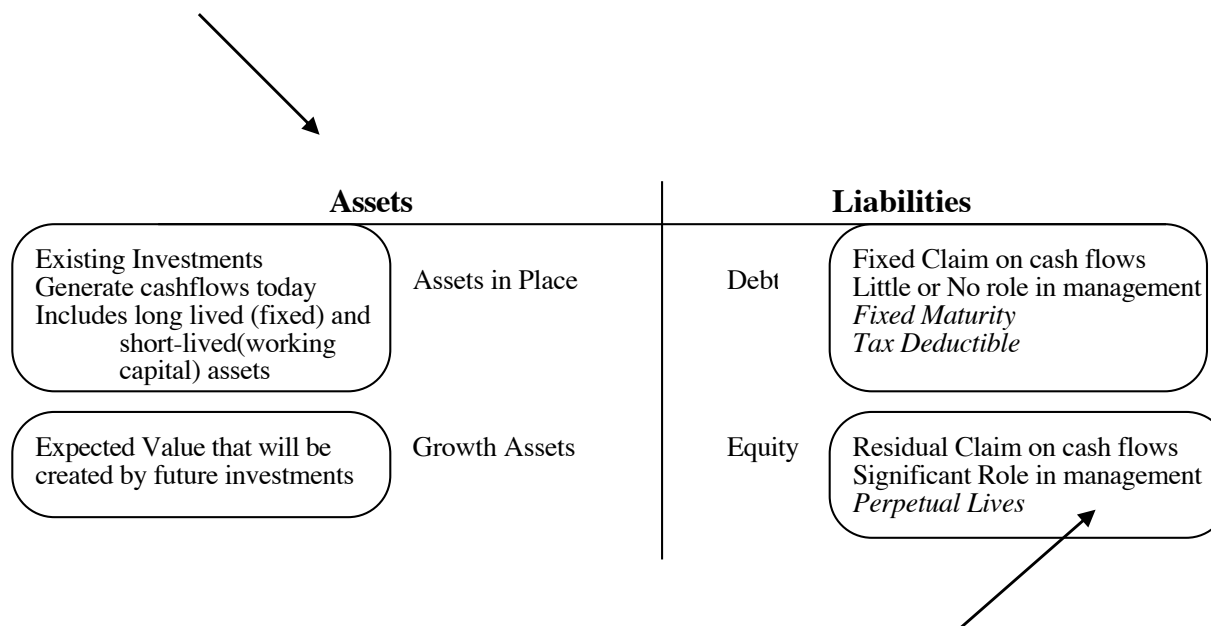 Assets
Liabilities
Existing Investments
Generate cashflows today
Includes long lived (fixed) and
short-lived(working
capital) assets
Assets in Place
Debt
Fixed Claim on cash flows
Little or No role in management
Fixed Maturity
Tax Deductible
Expected Value that will be
created by future investments
Growth Assets
Equity
Residual Claim on cash flows
Significant Role in management
Perpetual Lives